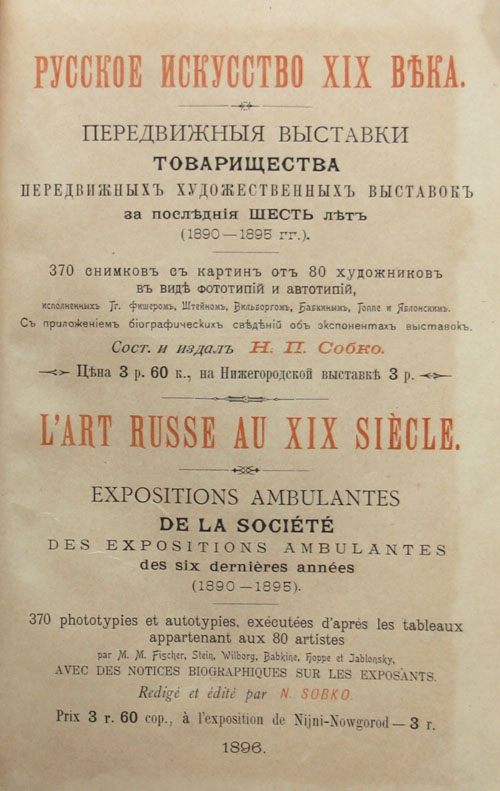 РУССКОЕ ИСКУССТВО XIX ВѢКА.
ПЕРЕДВИЖНЫЯ ВЫСТАВКИ
ТОВАРИЩЕСТВА
ПЕРЕДВИЖНЫХЪ ХУДОЖЕСТВЕННЫХЪ ВЫСТАВОКЪ
за послѣднія ШЕСТЬ лѣтъ
(1890—1895 гг.).
370 снимковъ съ картин отъ 80 художниковъ
въ видѣ фототипій и автотипій,
исполненныхъ Гг. Фишеромъ, Штейномъ, Вильборгомъ, Бабкинымъ, Гоппе и Яблонскимъ.
Съ приложеніемъ біографическихъ свѣдѣній объ экспонентахъ выставокъ.
Сост. и издалъ Н. П. Собко.
Цѣна 3 р. 60 к., на Нижегородской выставкѣ 3 р.
L'ART RUSSE AU XIX SIÈCLE.
EXPOSITIONS AMBULANTES
DE LA SOCIÉTÉ
DES EXPOSITIONS AMBULANTES
des six dernières années
(1890—1895).
370 phototypies et autotypies, exécutées d'après les tableaux
appartenant aux 80 artistes
par M. M. Fischer, Stein, Wilborg, Babkine, Hoppe et Jablonsky,
AVEC DES NOTICES BIOGRAPHIQUES SUR LES EXPOSANTS.
Redigé et édité par N. SOBKO.
Prix 3 r. 60 cop., à l'exposition de Nijni-Nowgorod — 3 r.
1896.